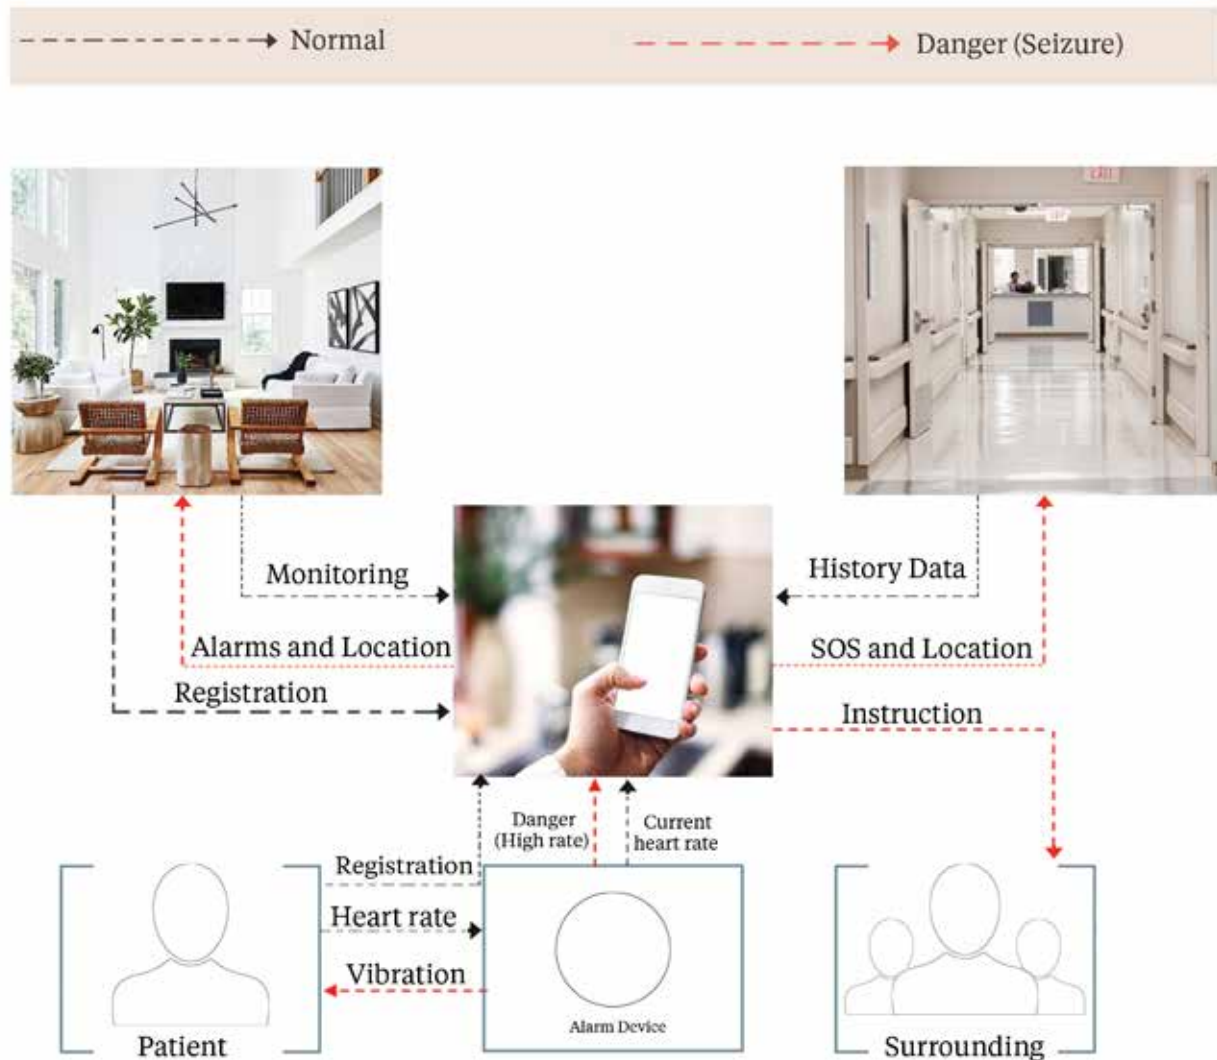 Normal
Danger (Seizure)
EXIT
Monitoring
History Data
Alarms and Location
SOS and Location
Registration
Instruction
Danger
(High rate)
Current
heart rate
Registration
Heart rate
Vibration
Alarm Device
Patient
Surrounding